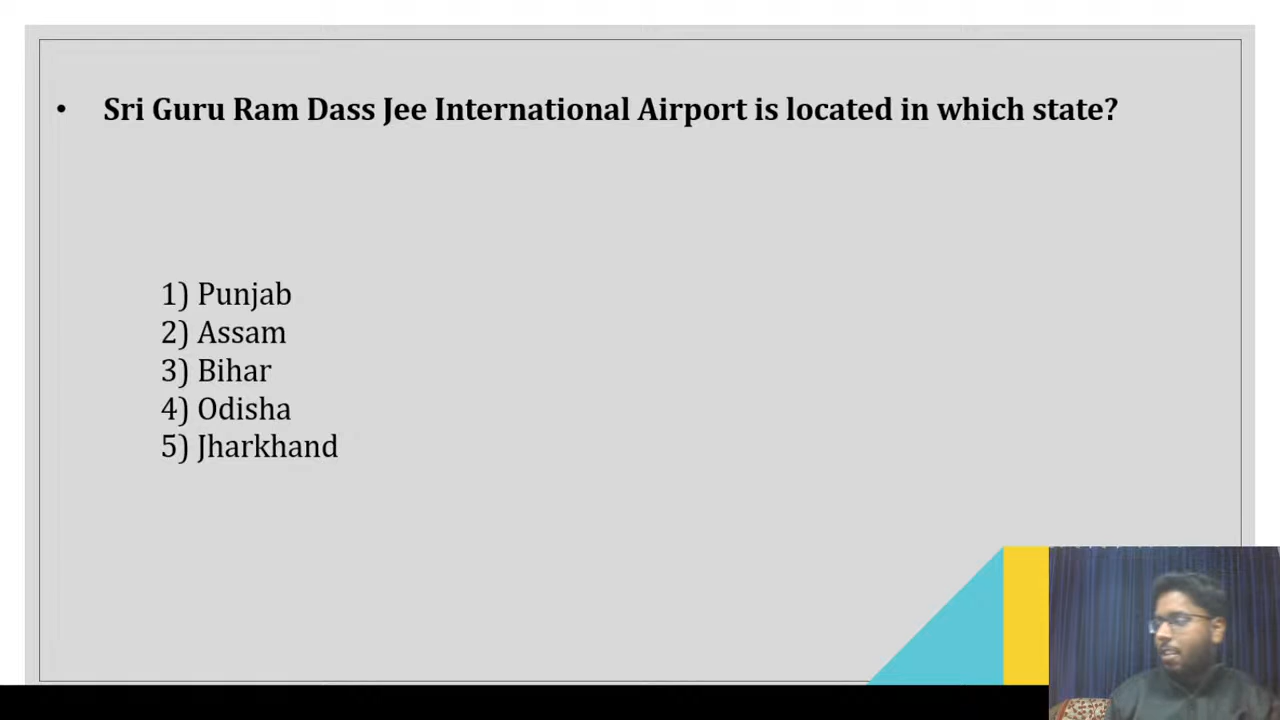 • Sri Guru Ram Dass Jee International Airport is located in which state?
1) Punjab
2) Assam
3) Bihar
4) Odisha
5) Jharkhand